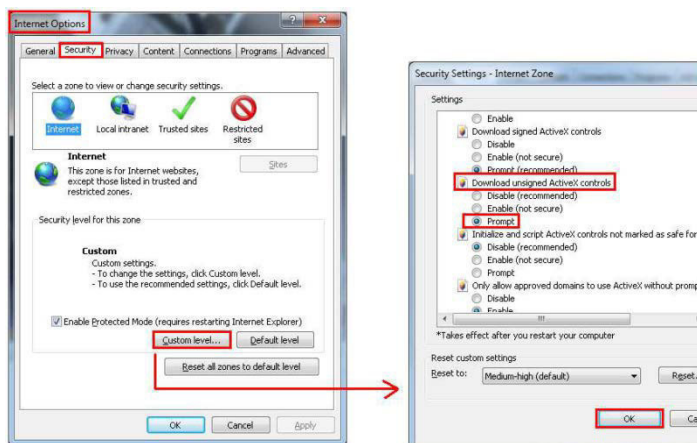 Internet Options
General Security Privacy Content Connections Programs Advanced
Select a zone to view or change security settings.
Internet Local intranet Trusted sites Restricted
sites
Internet
Sites
This zone is for Internet websites,
except those listed in trusted and
restricted zones.
Security level for this zone
Custom
Custom settings.
- To change the settings, click Custom level.
- To use the recommended settings, click Default level.
Enable Protected Mode (requires restarting Internet Explorer)
Custom level... Default level
Reset all zones to default level
OK Cancel Apply
Security Settings - Internet Zone
Settings
Enable
Download signed ActiveX controls
Disable
Enable (not secure)
Prompt (recommended)
Download unsigned ActiveX controls
Disable (recommended)
Enable (not secure)
Prompt
Initialize and script ActiveX controls not marked as safe for
Disable (recommended)
Enable (not secure)
Prompt
Only allow approved domains to use ActiveX without promp
Disable
Enable
*Takes effect after you restart your computer
Reset custom settings
Reset to: Medium-high (default) Reset.
OK Ca